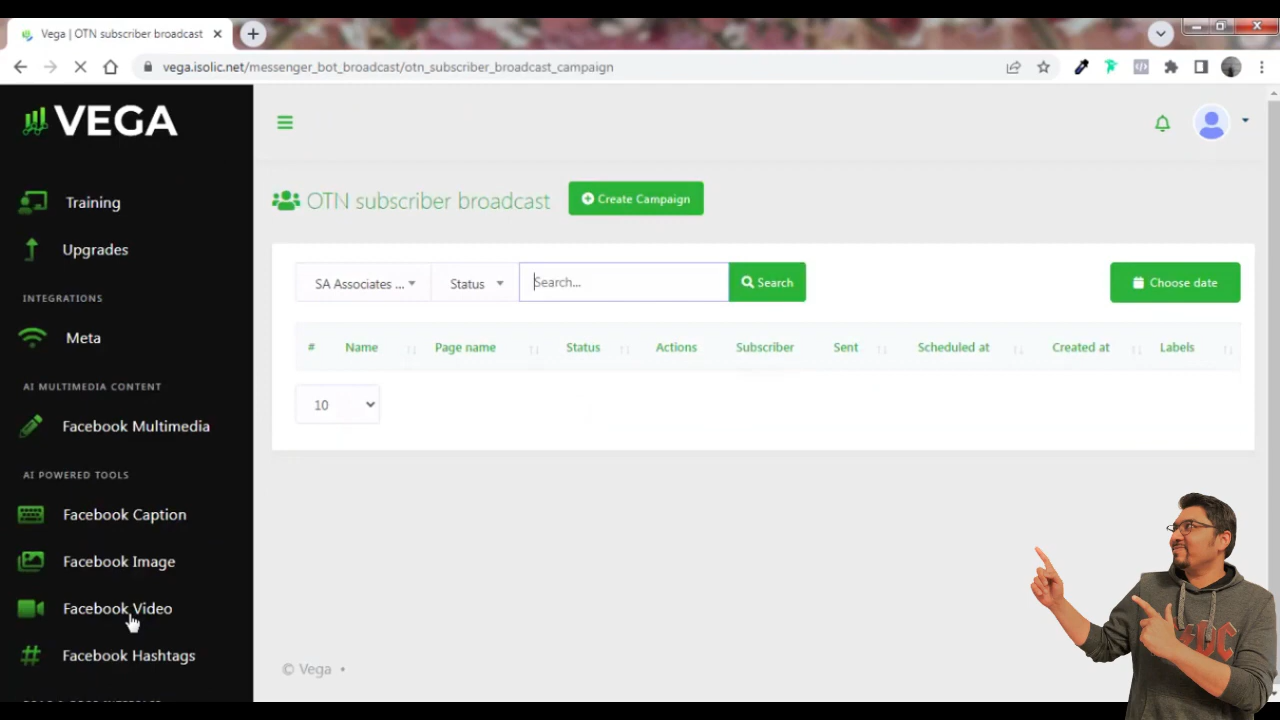 Vega | OTN subscriber broadcast
vega.isolic.net/messenger_bot_broadcast/otn_subscriber_broadcast_campaign
VEGA
Training
Upgrades
INTEGRATIONS
Meta
AI MULTIMEDIA CONTENT
Facebook Multimedia
AI POWERED TOOLS
Facebook Caption
Facebook Image
Facebook Video
Facebook Hashtags
OTN subscriber broadcast
Create Campaign
SA Associates ... Status Search... Search Choose date
# Name Page name Status Actions Subscriber Sent Scheduled at Created at Labels
10
© Vega •